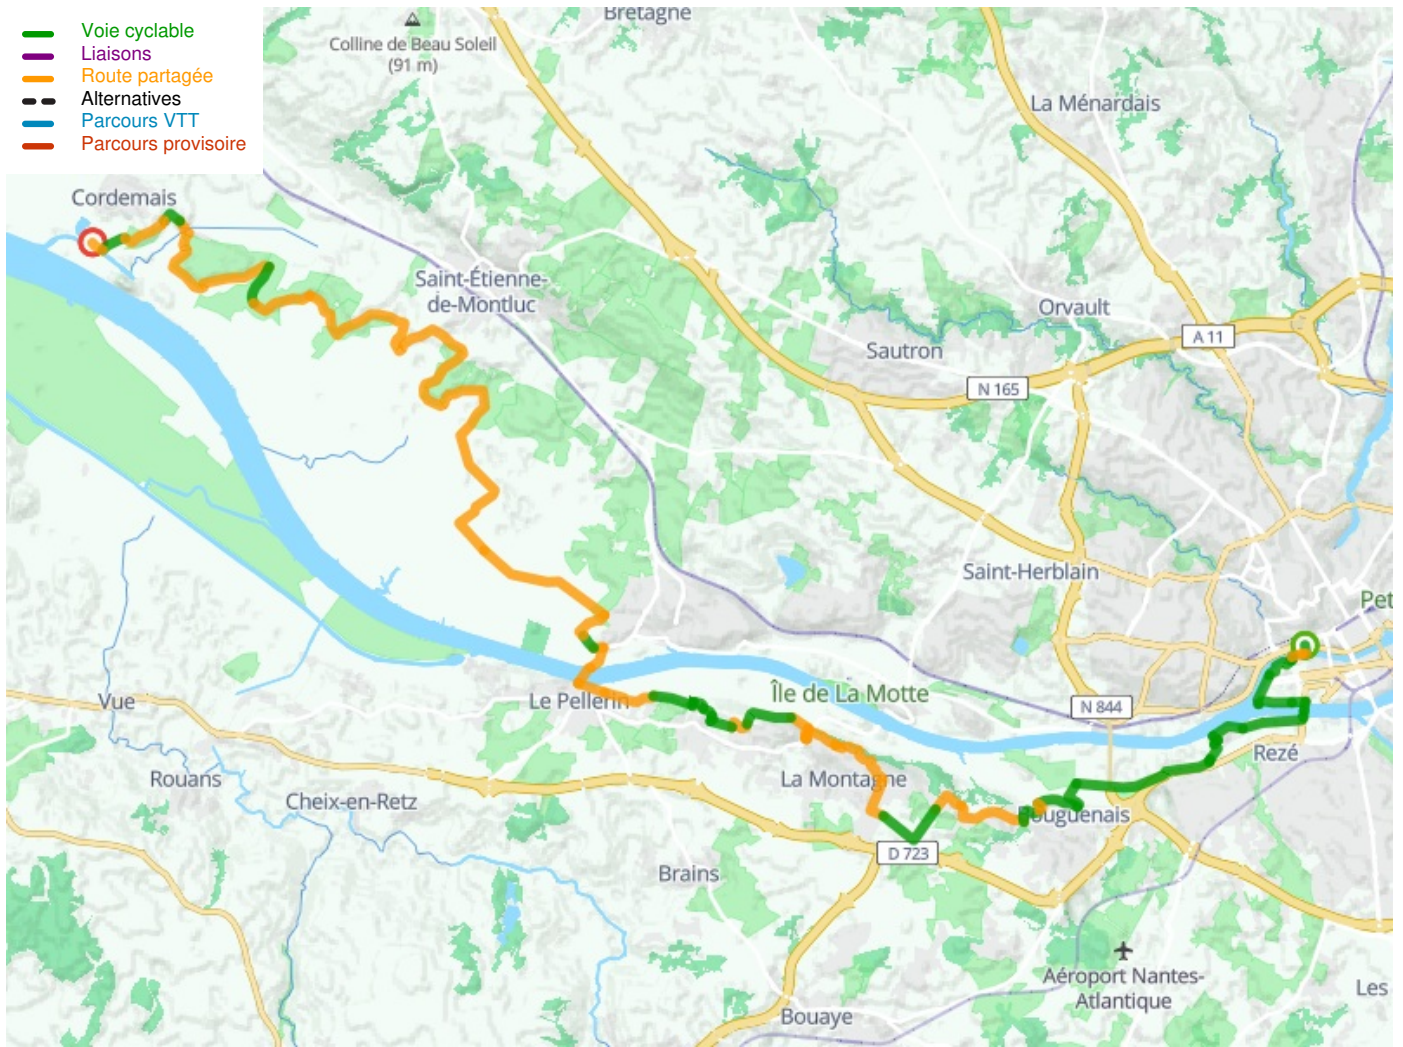 Voie cyclable
Liaisons
Route partagée
Alternatives
Parcours VTT
Parcours provisoire
Bretagne
Colline de Beau Soleil
(91 m)
La Ménardais
Cordemais
Saint-Étienne-
de-Montluc
Orvault
A 11
Sautron
N 165
Saint-Herblain
Pet
Île de La Motte
Le Pellerin
N 844
Vue
Rezé
Rouans
La Montagne
Cheix-en-Retz
Bouguenais
D 723
Brains
Aéroport Nantes-
Atlantique
Les
Bouaye